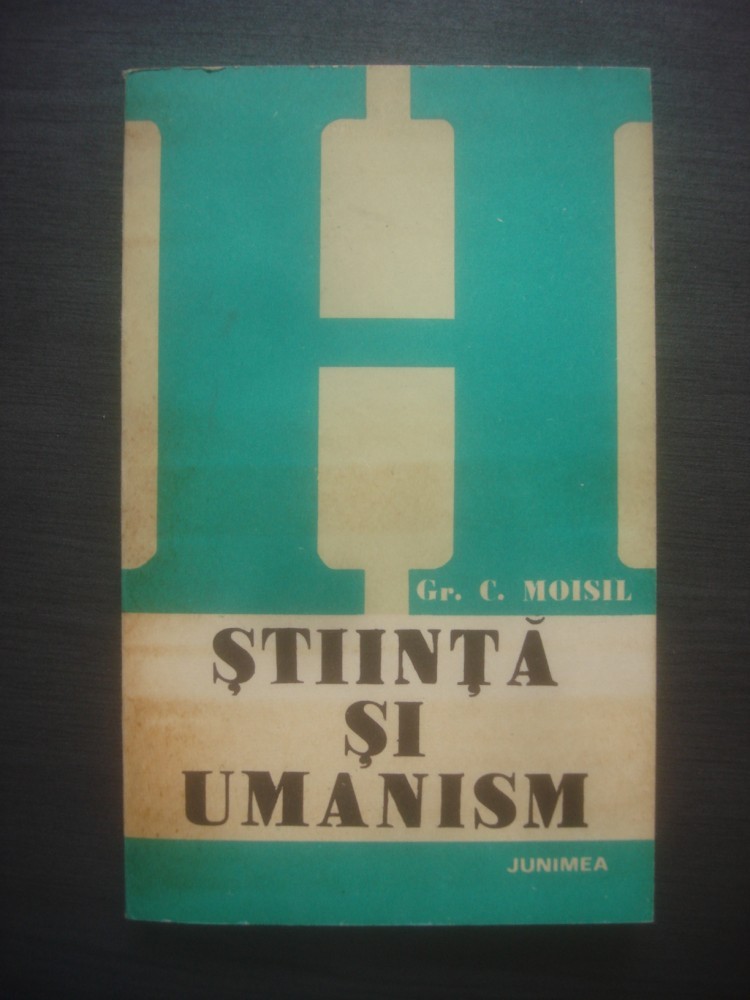 H
Gr. C. MOISIL
ŞTIINŢĂ
ŞI
UMANISM
JUNIMEA